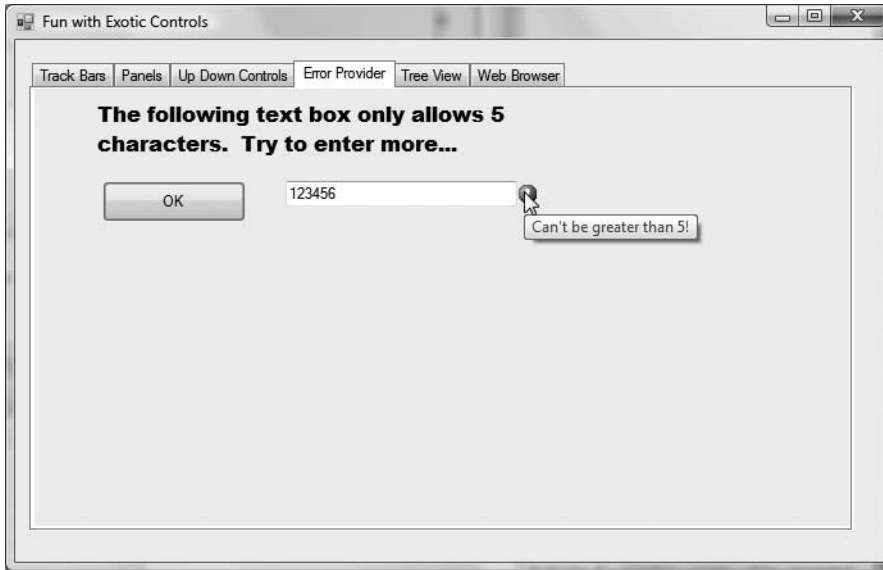 Fun with Exotic Controls
Track Bars Panels Up Down Controls Error Provider Tree View Web Browser
The following text box only allows 5
characters. Try to enter more...
OK 123456
Can't be greater than 5!